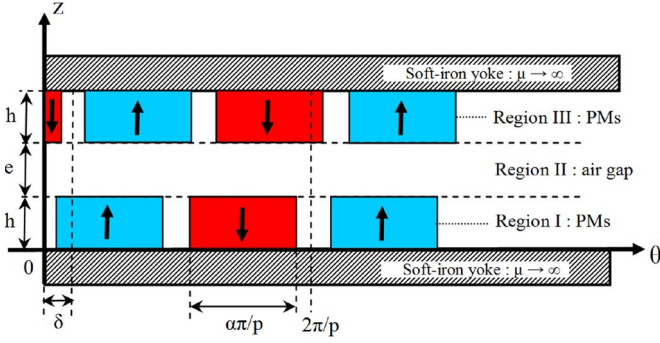 z
Soft-iron yoke : μ → ∞
h
Region III : PMs
e
Region II : air gap
h
Region I : PMs
0
θ
Soft-iron yoke : μ → ∞
δ
απ/p
2π/p